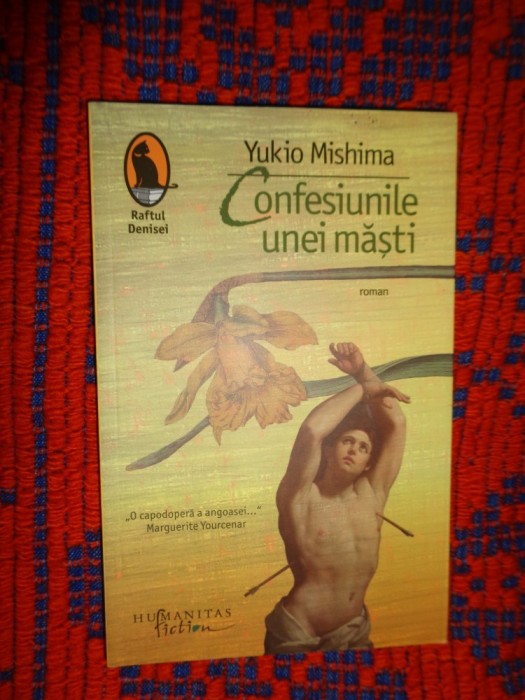 Yukio Mishima
Confesiunile
unei măști
Raftul
Denisei
roman
„O capodoperă a angoasei...“
Marguerite Yourcenar
HUMANITAS
fiction